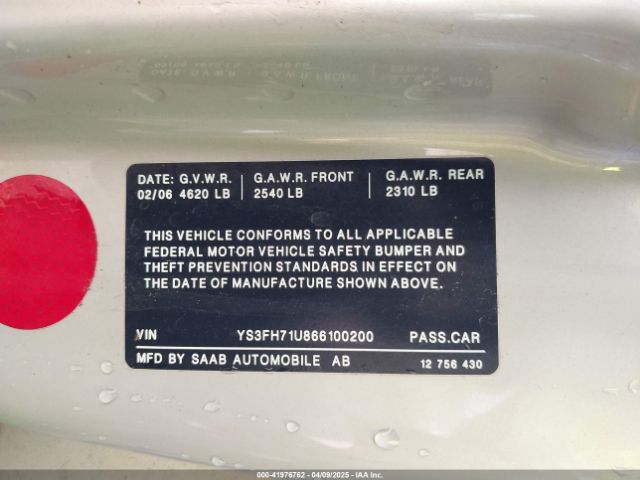 DATE: G.V.W.R. G.A.W.R. FRONT G.A.W.R. REAR
02/06 4620 LB 2540 LB 2310 LB
THIS VEHICLE CONFORMS TO ALL APPLICABLE
FEDERAL MOTOR VEHICLE SAFETY BUMPER AND
THEFT PREVENTION STANDARDS IN EFFECT ON
THE DATE OF MANUFACTURE SHOWN ABOVE.
VIN YS3FH71U866100200 PASS.CAR
MFD BY SAAB AUTOMOBILE AB 12 756 430
000-41976762 - 04/09/2025 - IAA Inc.